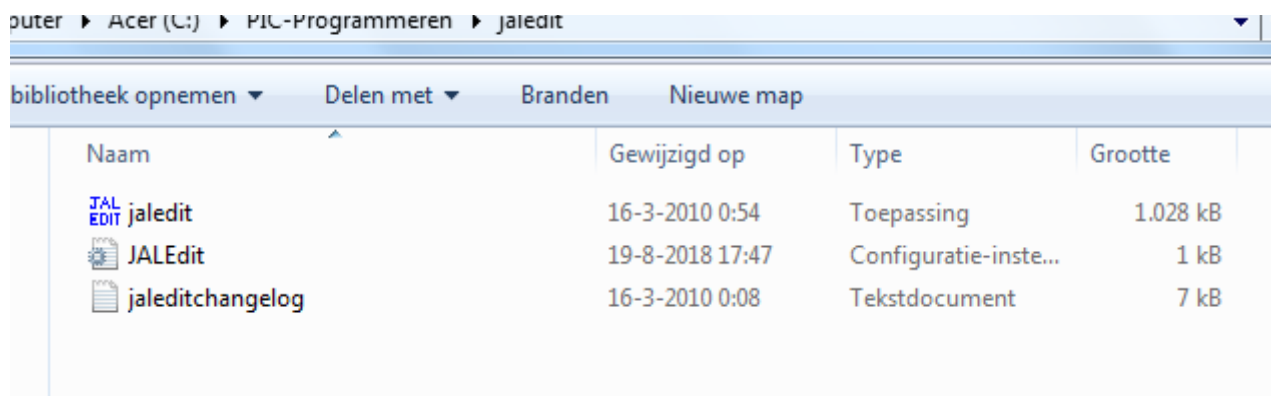 puter ▸ Acer (C:) ▸ PIC-Programmeren ▸ jaledit
bibliotheek opnemen ▾ Delen met ▾ Branden Nieuwe map
Naam Gewijzigd op Type Grootte
JAL EDIT jaledit 16-3-2010 0:54 Toepassing 1.028 kB
JALEdit 19-8-2018 17:47 Configuratie-inste... 1 kB
jaleditchangelog 16-3-2010 0:08 Tekstdocument 7 kB